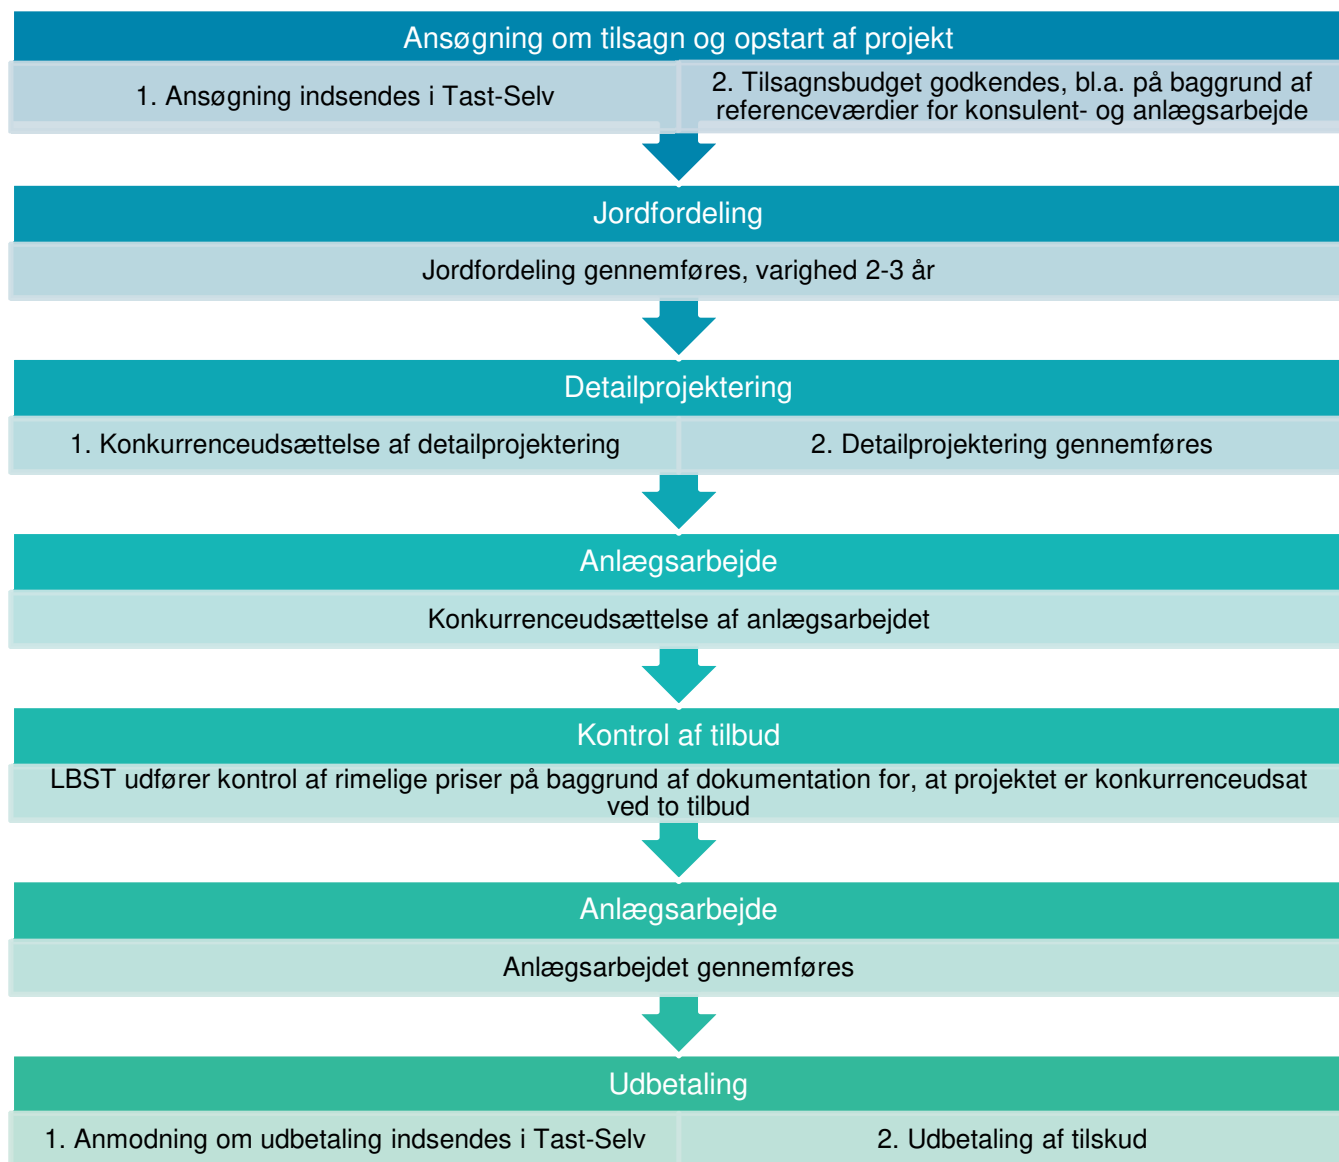 Ansøgning om tilsagn og opstart af projekt
1. Ansøgning indsendes i Tast-Selv
2. Tilsagnsbudget godkendes, bl.a. på baggrund af
referenceværdier for konsulent- og anlægsarbejde
Jordfordeling
Jordfordeling gennemføres, varighed 2-3 år
Detailprojektering
1. Konkurrenceudsættelse af detailprojektering
2. Detailprojektering gennemføres
Anlægsarbejde
Konkurrenceudsættelse af anlægsarbejdet
Kontrol af tilbud
LBST udfører kontrol af rimelige priser på baggrund af dokumentation for, at projektet er konkurrenceudsat
ved to tilbud
Anlægsarbejde
Anlægsarbejdet gennemføres
Udbetaling
1. Anmodning om udbetaling indsendes i Tast-Selv
2. Udbetaling af tilskud